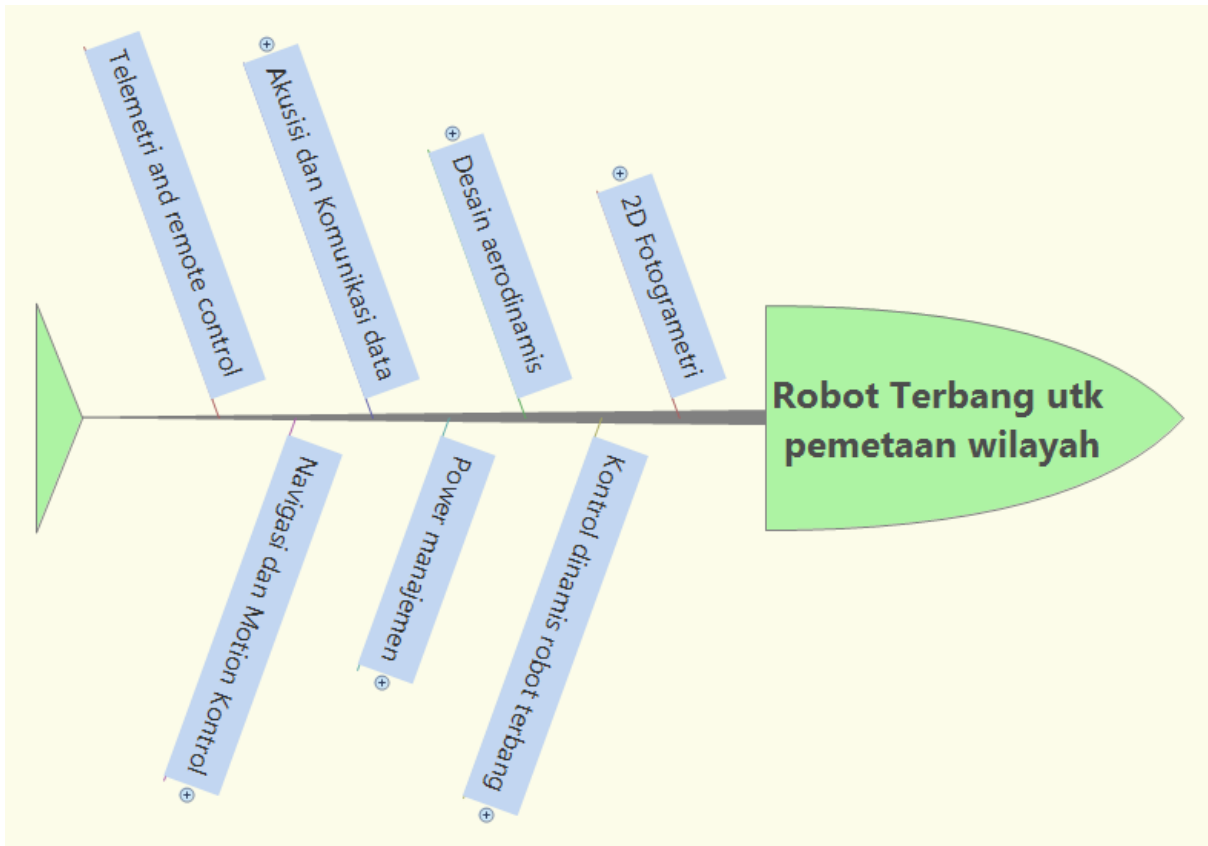 Telemetri and remote control
Akusisi dan Komunikasi data
Desain aerodinamis
2D Fotogrametri
Robot Terbang utk
pemetaan wilayah
Navigasi dan Motion Kontrol
Power manajemen
Kontrol dinamis robot terbang